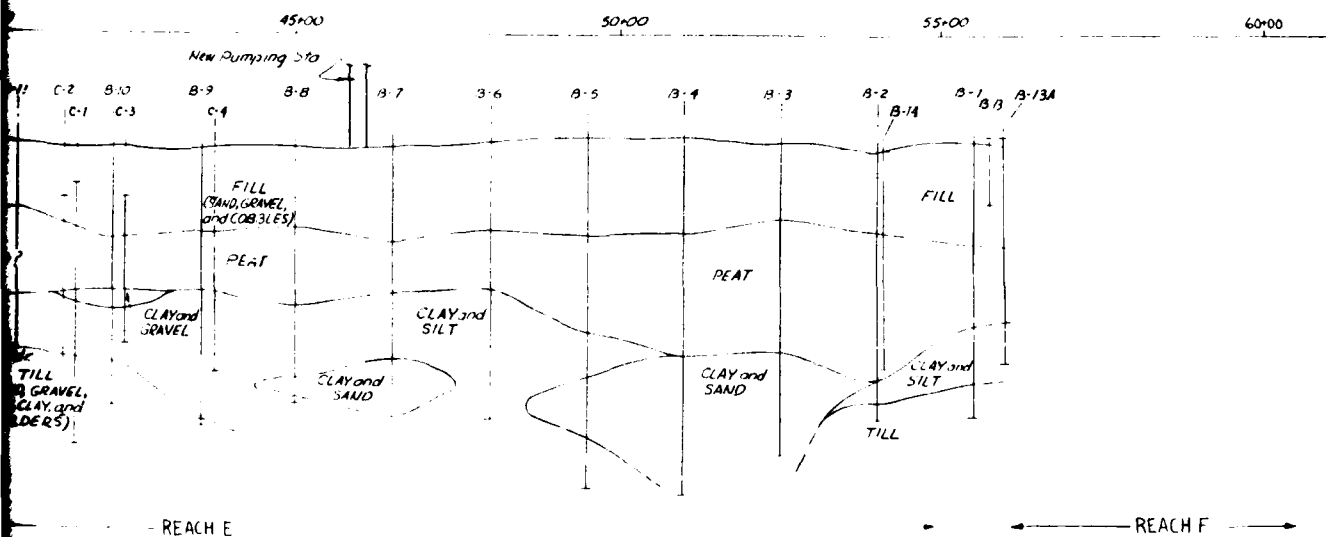 45+00 50+00 55+00 60+00
New Pumping Sta
C-2 B-10 B-9 B-8 B-7 B-6 B-5 B-4 B-3 B-2 B-1 B-13A
C-1 C-3 C-4 B-14
FILL
(SAND, GRAVEL,
and COBBLES)
FILL
PEAT
PEAT
CLAY and
GRAVEL
CLAY and
SILT
CLAY and
SAND
CLAY and
SAND
CLAY and
SILT
TILL
GRAVEL,
CLAY, and
TILL
REACH E
REACH F